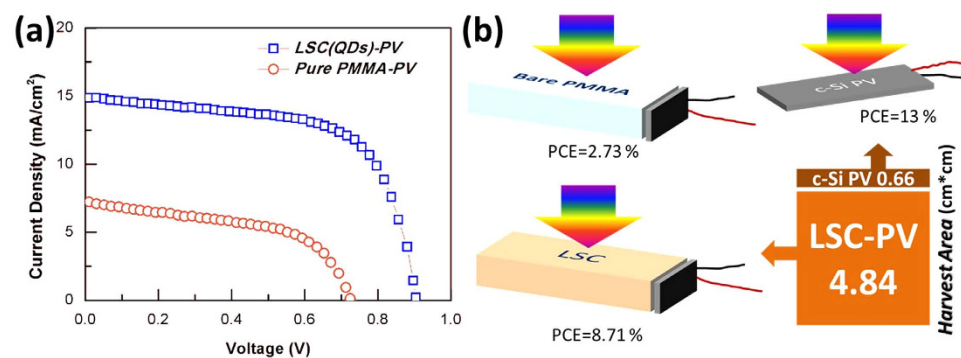 (a)
20
15
10
5
0
0.0 0.2 0.4 0.6 0.8 1.0
Current Density (mA/cm²)
Voltage (V)
LSC(QDs)-PV
Pure PMMA-PV
(b)
Bare PMMA
PCE=2.73 %
c-Si PV
PCE=13 %
LSC
PCE=8.71 %
c-Si PV 0.66
LSC-PV
4.84
Harvest Area (cm*cm)